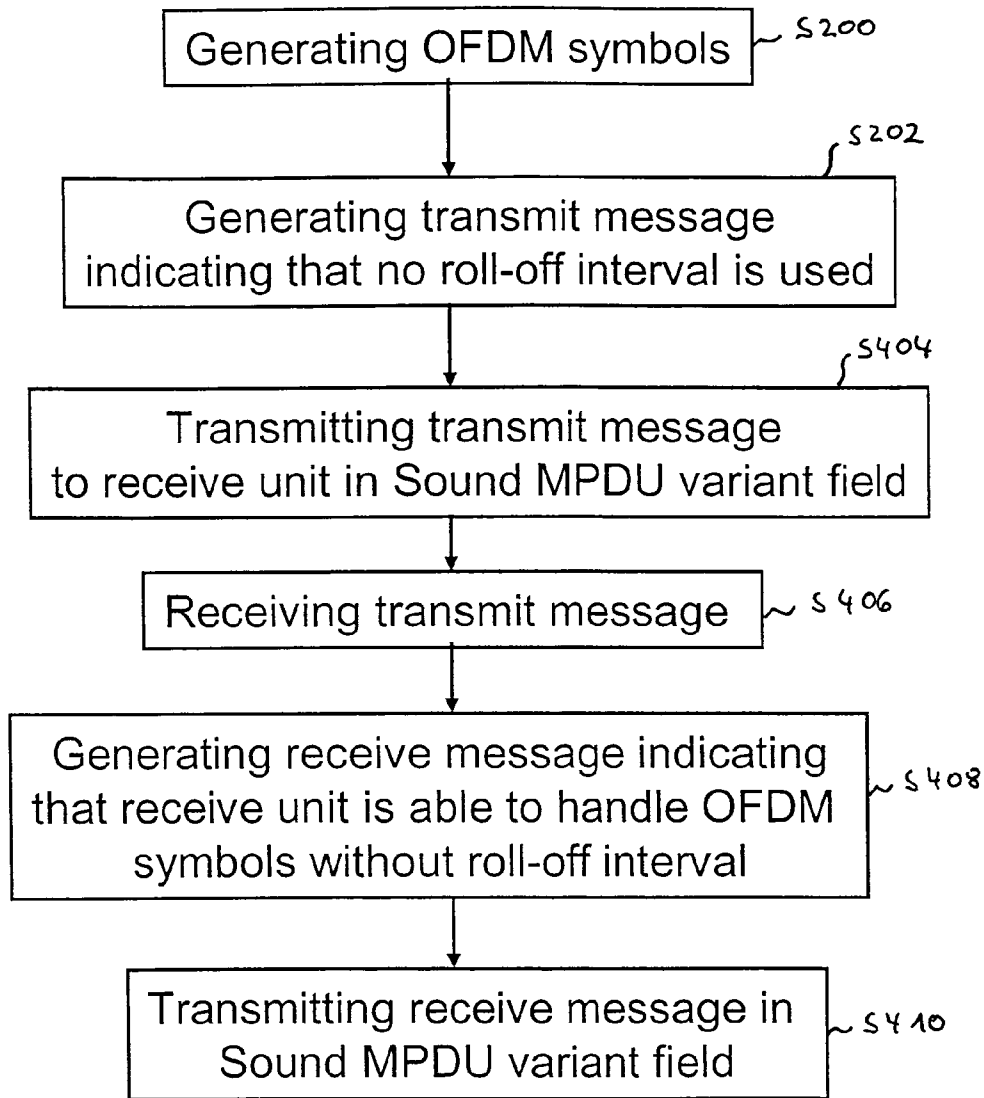 Generating OFDM symbols
S200
S202
Generating transmit message
indicating that no roll-off interval is used
S404
Transmitting transmit message
to receive unit in Sound MPDU variant field
Receiving transmit message
S406
Generating receive message indicating
that receive unit is able to handle OFDM
symbols without roll-off interval
S408
Transmitting receive message in
Sound MPDU variant field
S410